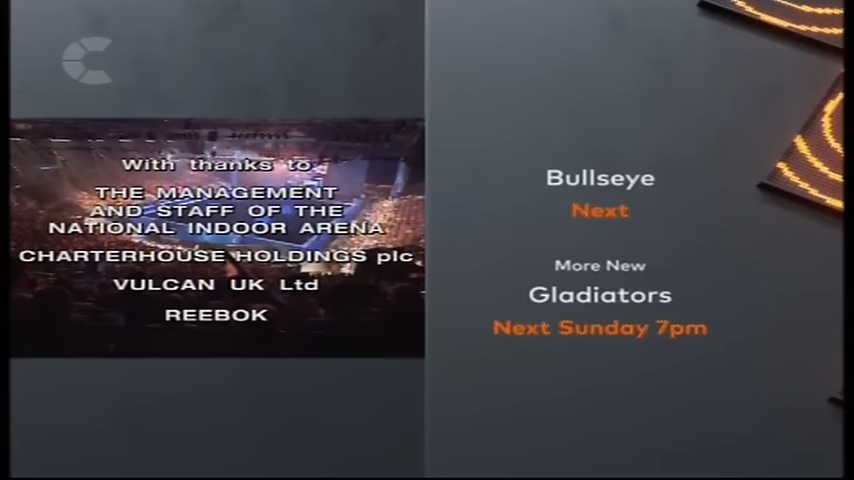 C
With thanks to
THE MANAGEMENT
AND STAFF OF THE
NATIONAL INDOOR ARENA
CHARTERHOUSE HOLDINGS plc
VULCAN UK Ltd
REEBOK
Bullseye
Next
More New
Gladiators
Next Sunday 7pm